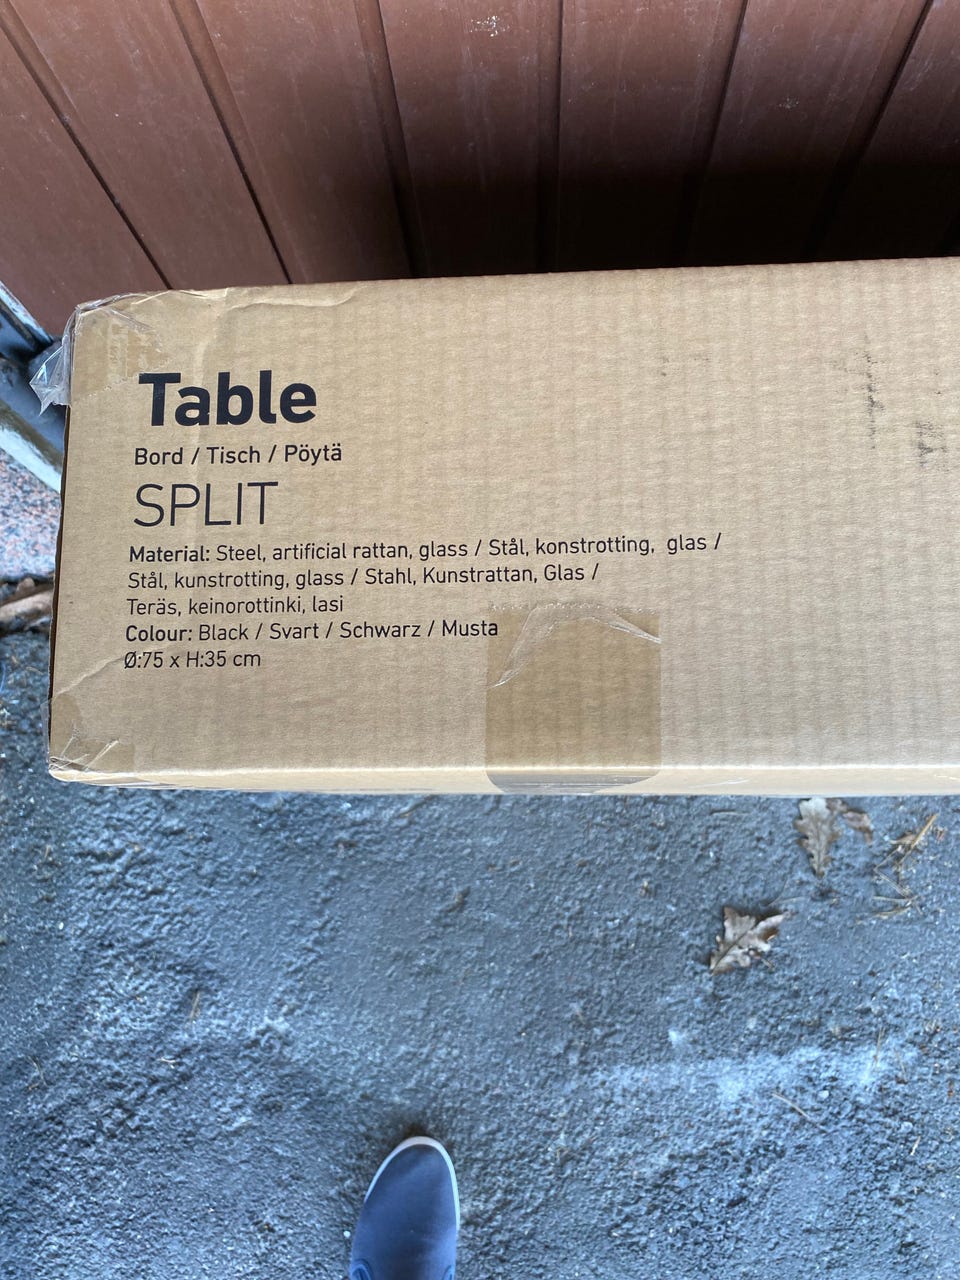 Table
Bord / Tisch / Pöytä
SPLIT
Material: Steel, artificial rattan, glass / Stål, konstrotting, glas /
Stål, kunstrotting, glass / Stahl, Kunstrattan, Glas /
Teräs, keinorottinki, lasi
Colour: Black / Svart / Schwarz / Musta
Ø:75 x H:35 cm